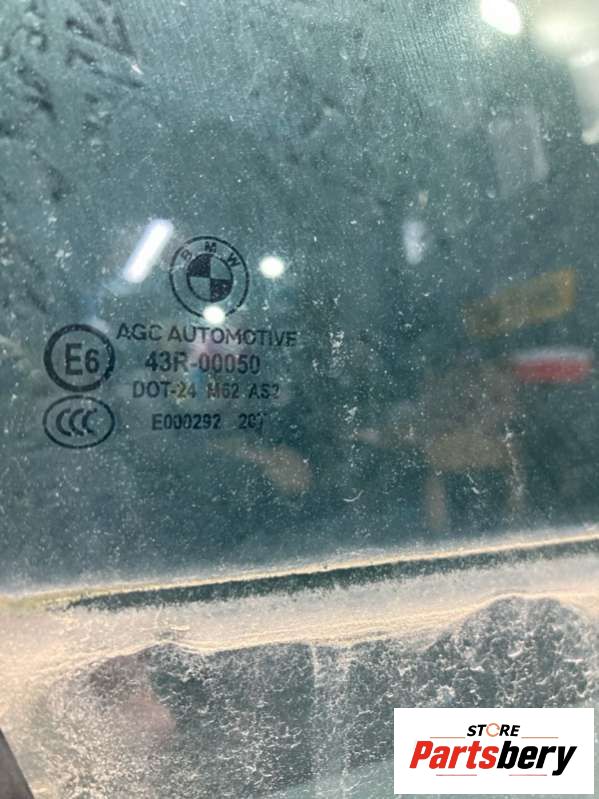 BMW
AGC AUTOMOTIVE
E6
43R-00050
DOT-24 M62 AS2
CCC
E000292
STORE
Partsbery